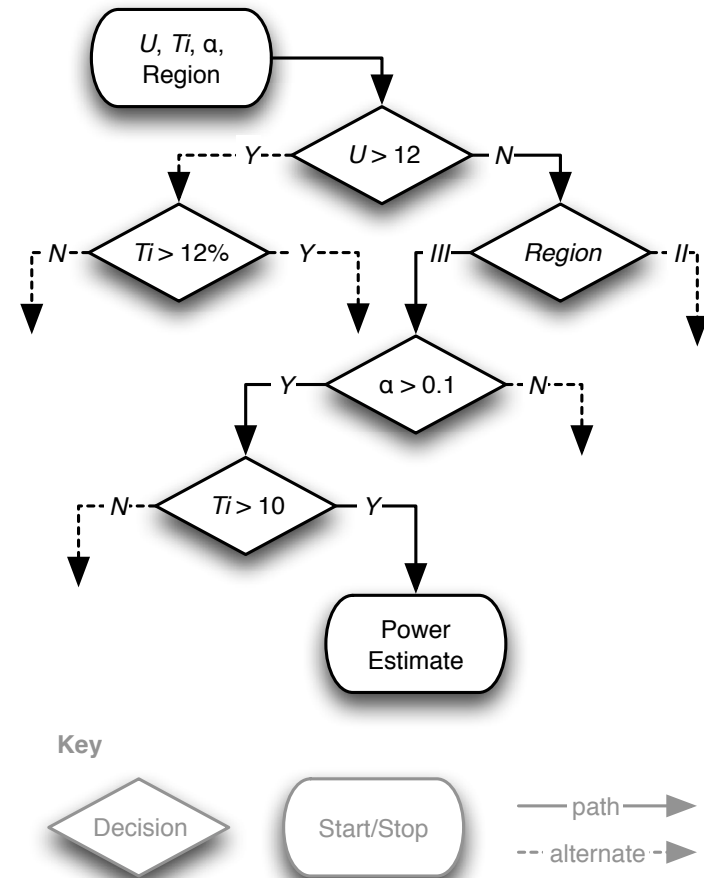 U, Ti, α,
Region
U > 12
Y
N
N
Ti > 12%
Y
III
Region
II
Y
α > 0.1
N
N
Ti > 10
Y
Power
Estimate
Key
Decision
Start/Stop
path
alternate